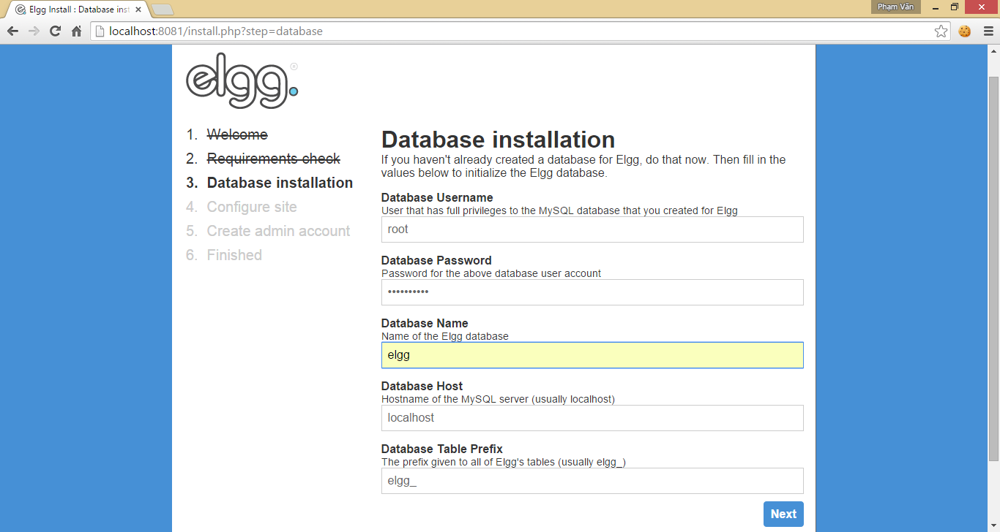 Elgg Install : Database inst
Phạm Văn
localhost:8081/install.php?step=database
elgg.®
1. Welcome
2. Requirements check
3. Database installation
4. Configure site
5. Create admin account
6. Finished
Database installation
If you haven't already created a database for Elgg, do that now. Then fill in the
values below to initialize the Elgg database.
Database Username
User that has full privileges to the MySQL database that you created for Elgg
root
Database Password
Password for the above database user account
••••••••••
Database Name
Name of the Elgg database
elgg
Database Host
Hostname of the MySQL server (usually localhost)
localhost
Database Table Prefix
The prefix given to all of Elgg's tables (usually elgg_)
elgg_
Next